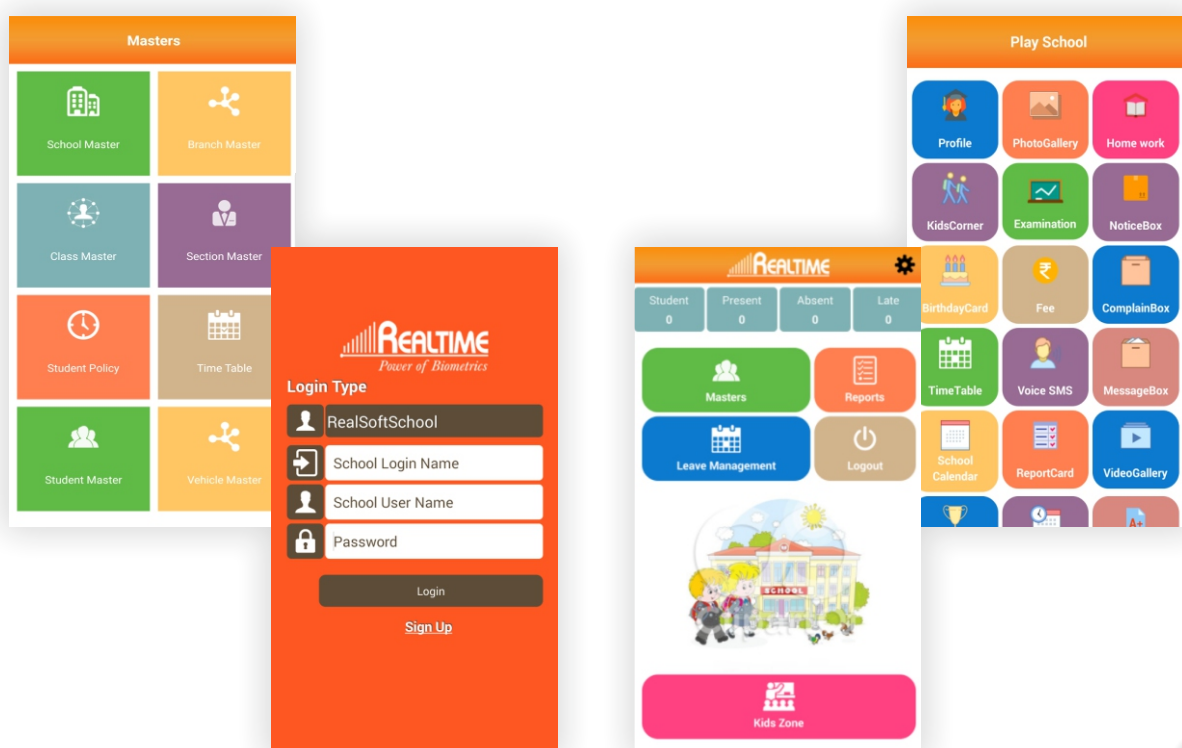 Masters
School Master
Branch Master
Class Master
Section Master
Student Policy
Time Table
Student Master
Vehicle Master
REALTIME
Power of Biometrics
Login Type
RealSoftSchool
School Login Name
School User Name
Password
Login
Sign Up
REALTIME
Student Present Absent Late
0 0 0 0
Masters
Reports
Leave Management
Logout
SCHOOL
Kids Zone
Play School
Profile
PhotoGallery
Home work
KidsCorner
Examination
NoticeBox
BirthdayCard
Fee
ComplainBox
TimeTable
Voice SMS
MessageBox
School
Calendar
ReportCard
VideoGallery
A+